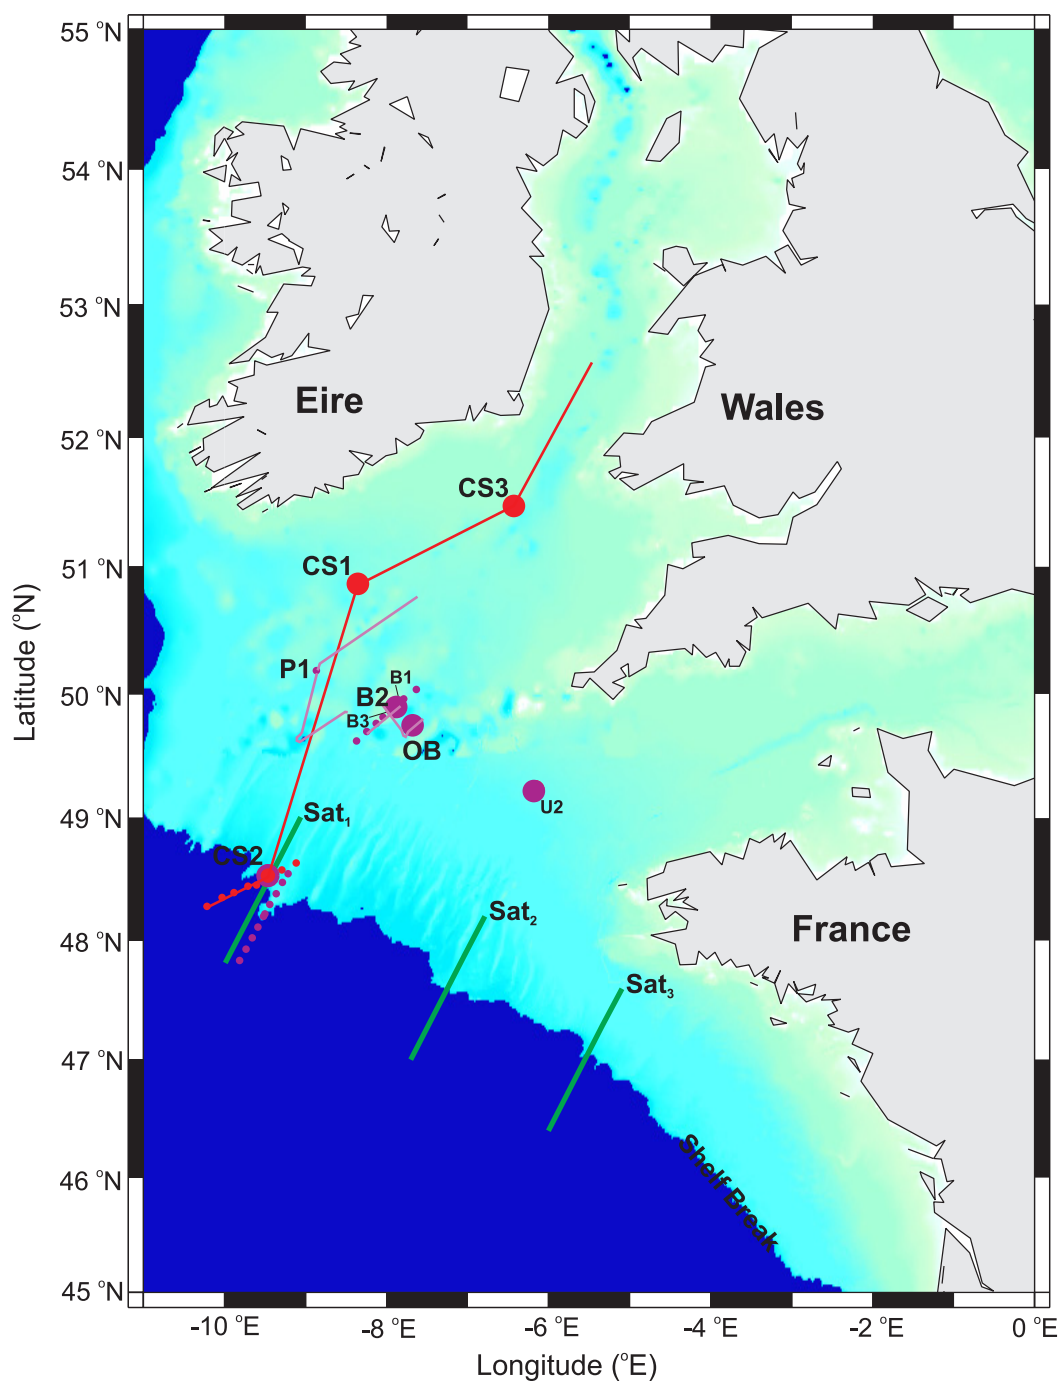 55 °N
54 °N
53 °N
Eire
Wales
52 °N
CS3
51 °N
CS1
P1
B1
50 °N
B2
B3
OB
U2
49 °N
Sat1
CS2
Sat2
48 °N
France
Sat3
47 °N
Shelf Break
46 °N
45 °N
-10 °E
-8 °E
-6 °E
-4 °E
-2 °E
0 °E
Longitude (°E)
Latitude (°N)